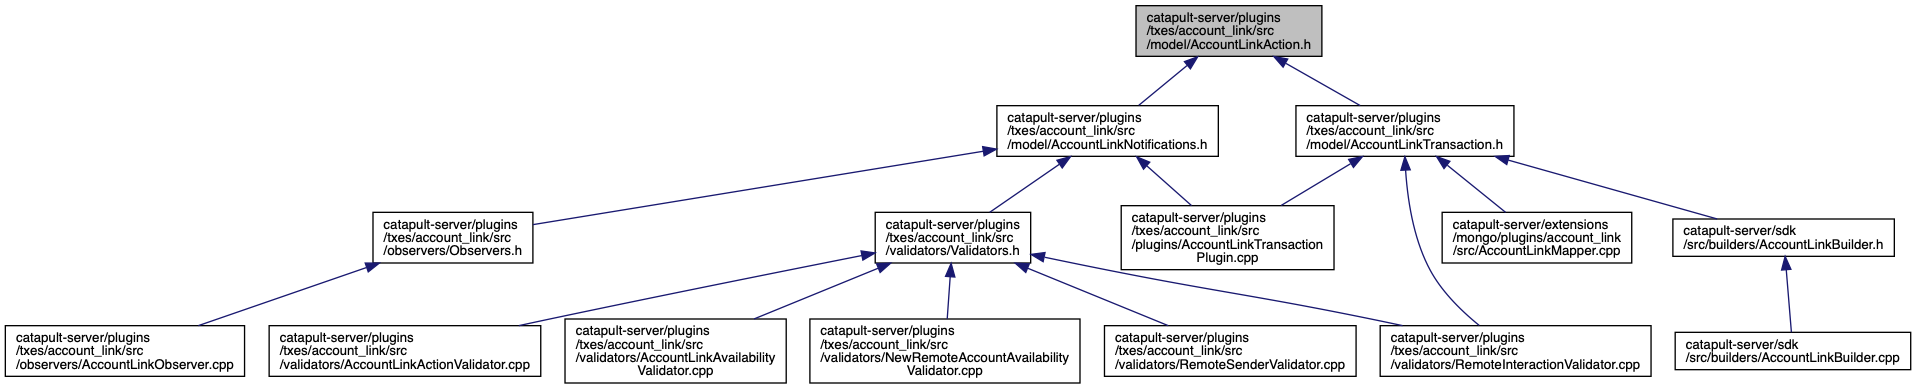 catapult-server/plugins
/txes/account_link/src
/model/AccountLinkAction.h
catapult-server/plugins
/txes/account_link/src
/model/AccountLinkNotifications.h
catapult-server/plugins
/txes/account_link/src
/model/AccountLinkTransaction.h
catapult-server/plugins
/txes/account_link/src
/observers/Observers.h
catapult-server/plugins
/txes/account_link/src
/validators/Validators.h
catapult-server/plugins
/txes/account_link/src
/plugins/AccountLinkTransaction
Plugin.cpp
catapult-server/extensions
/mongo/plugins/account_link
/src/AccountLinkMapper.cpp
catapult-server/sdk
/src/builders/AccountLinkBuilder.h
catapult-server/plugins
/txes/account_link/src
/observers/AccountLinkObserver.cpp
catapult-server/plugins
/txes/account_link/src
/validators/AccountLinkActionValidator.cpp
catapult-server/plugins
/txes/account_link/src
/validators/AccountLinkAvailability
Validator.cpp
catapult-server/plugins
/txes/account_link/src
/validators/NewRemoteAccountAvailability
Validator.cpp
catapult-server/plugins
/txes/account_link/src
/validators/RemoteSenderValidator.cpp
catapult-server/plugins
/txes/account_link/src
/validators/RemoteInteractionValidator.cpp
catapult-server/sdk
/src/builders/AccountLinkBuilder.cpp